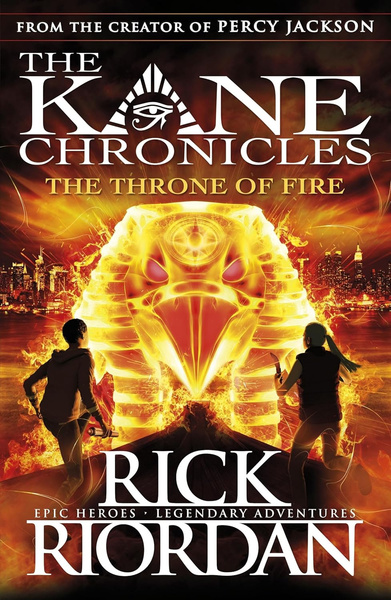 FROM THE CREATOR OF PERCY JACKSON
THE
KANE
CHRONICLES
THE THRONE OF FIRE
RICK
EPIC HEROES · LEGENDARY ADVENTURES
RIORDAN